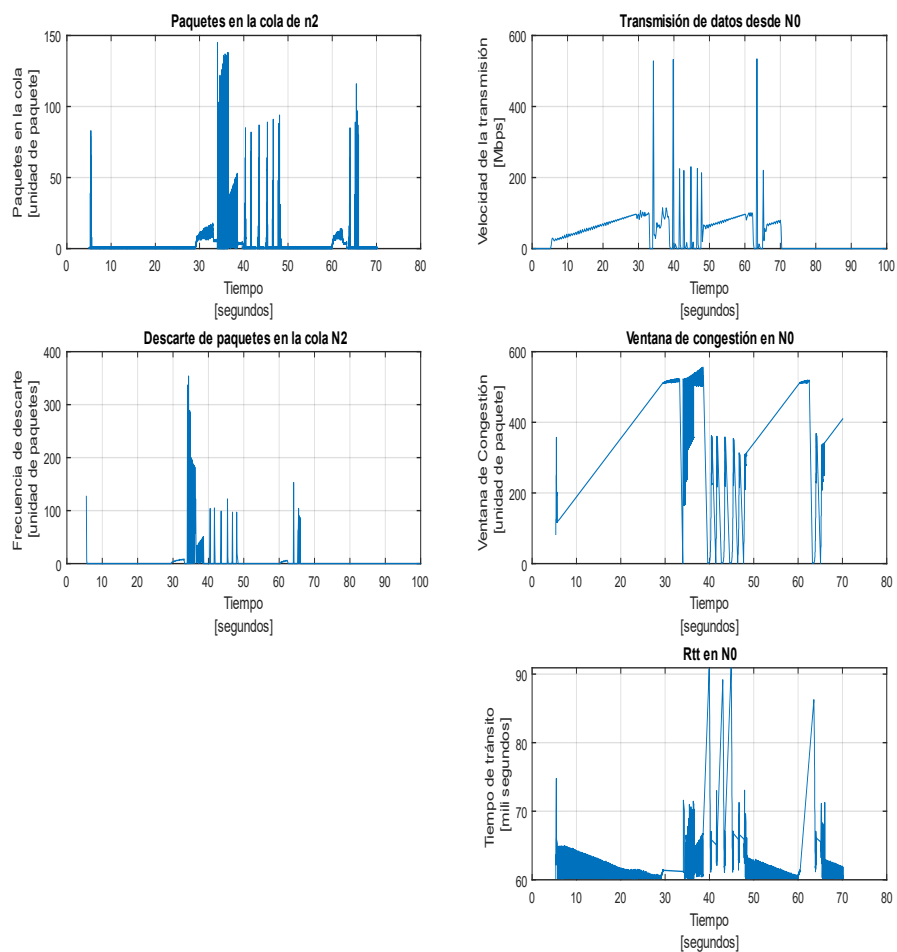 Paquetes en la cola de n2
Paquetes en la cola
[unidad de paquete]
150
100
50
0
0 10 20 30 40 50 60 70 80
Tiempo
[segundos]
Transmisión de datos desde N0
Velocidad de la transmisión
[Mbps]
600
400
200
0
0 10 20 30 40 50 60 70 80 90 100
Tiempo
[segundos]
Descarte de paquetes en la cola N2
Frecuencia de descarte
[unidad de paquetes]
400
300
200
100
0
0 10 20 30 40 50 60 70 80 90 100
Tiempo
[segundos]
Ventana de congestión en N0
Ventana de Congestión
[unidad de paquete]
600
400
200
0
0 10 20 30 40 50 60 70 80
Tiempo
[segundos]
Rtt en N0
Tiempo de tránsito
[mili segundos]
90
80
70
60
0 10 20 30 40 50 60 70 80
Tiempo
[segundos]